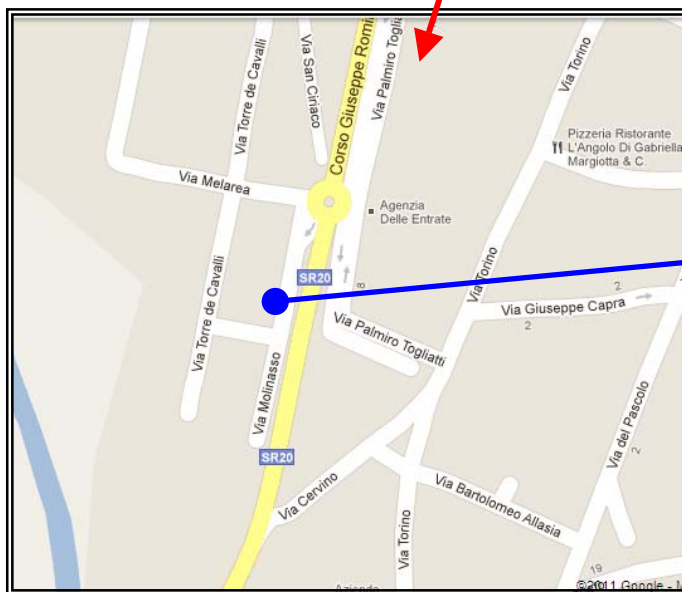 Via San Ciriaco
Via Torre de Cavalli
Corso Giuseppe Romi
Via Palmiro Toglia
Via Torino
Pizzeria Ristorante
L'Angolo Di Gabriella
Margiotta & C.
Via Melarea
Agenzia
Delle Entrate
SR20
8
Via Torino
2
Via Giuseppe Capra
2
Via Torre de Cavalli
Via Palmiro Togliatti
Via Molinasso
Via del Pascolo
2
SR20
Via Cervino
Via Bartolomeo Allasia
Via Torino
19
Azienda
©2011 Google - M